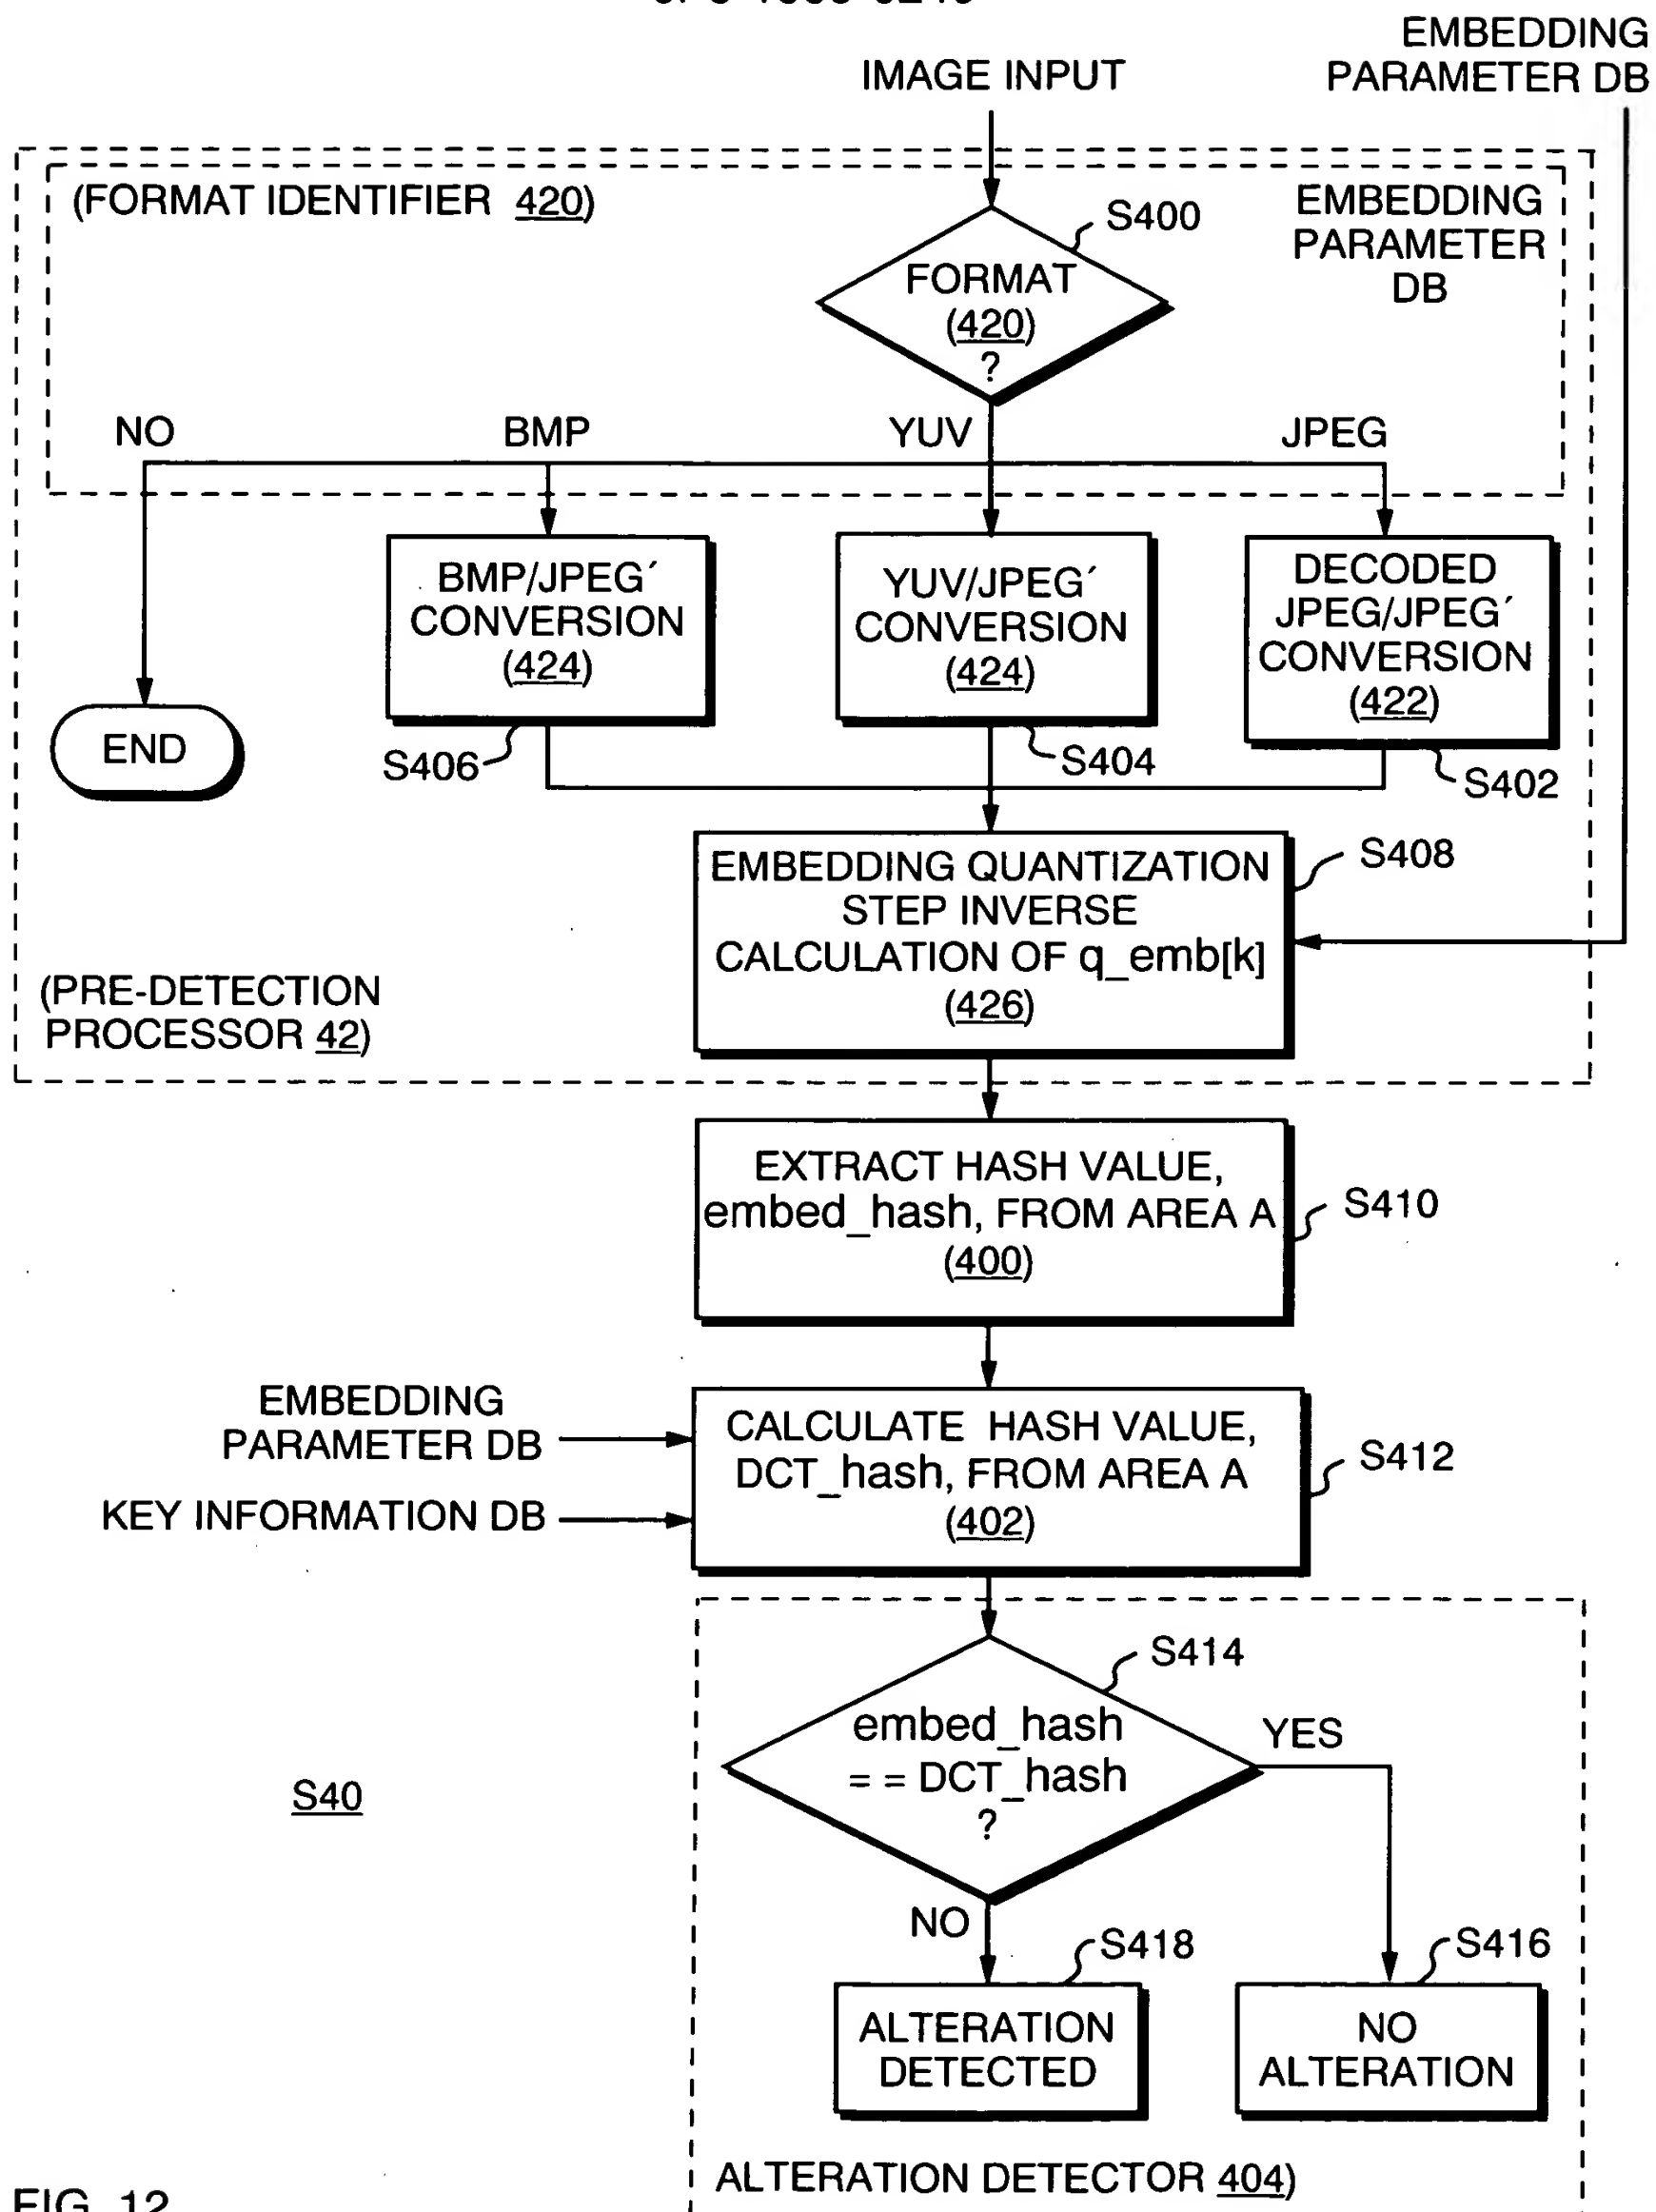 EMBEDDING
PARAMETER DB
IMAGE INPUT
(FORMAT IDENTIFIER 420)
EMBEDDING
PARAMETER
DB
S400
FORMAT
(420)
?
NO
BMP
YUV
JPEG
BMP/JPEG´
CONVERSION
(424)
YUV/JPEG´
CONVERSION
(424)
DECODED
JPEG/JPEG´
CONVERSION
(422)
END
S406
S404
S402
EMBEDDING QUANTIZATION
STEP INVERSE
CALCULATION OF q_emb[k]
(426)
S408
(PRE-DETECTION
PROCESSOR 42)
EXTRACT HASH VALUE,
embed_hash, FROM AREA A
(400)
S410
EMBEDDING
PARAMETER DB
KEY INFORMATION DB
CALCULATE HASH VALUE,
DCT_hash, FROM AREA A
(402)
S412
S414
embed_hash
= = DCT_hash
?
YES
S40
NO
S418
S416
ALTERATION
DETECTED
NO
ALTERATION
ALTERATION DETECTOR 404)
FIG. 12